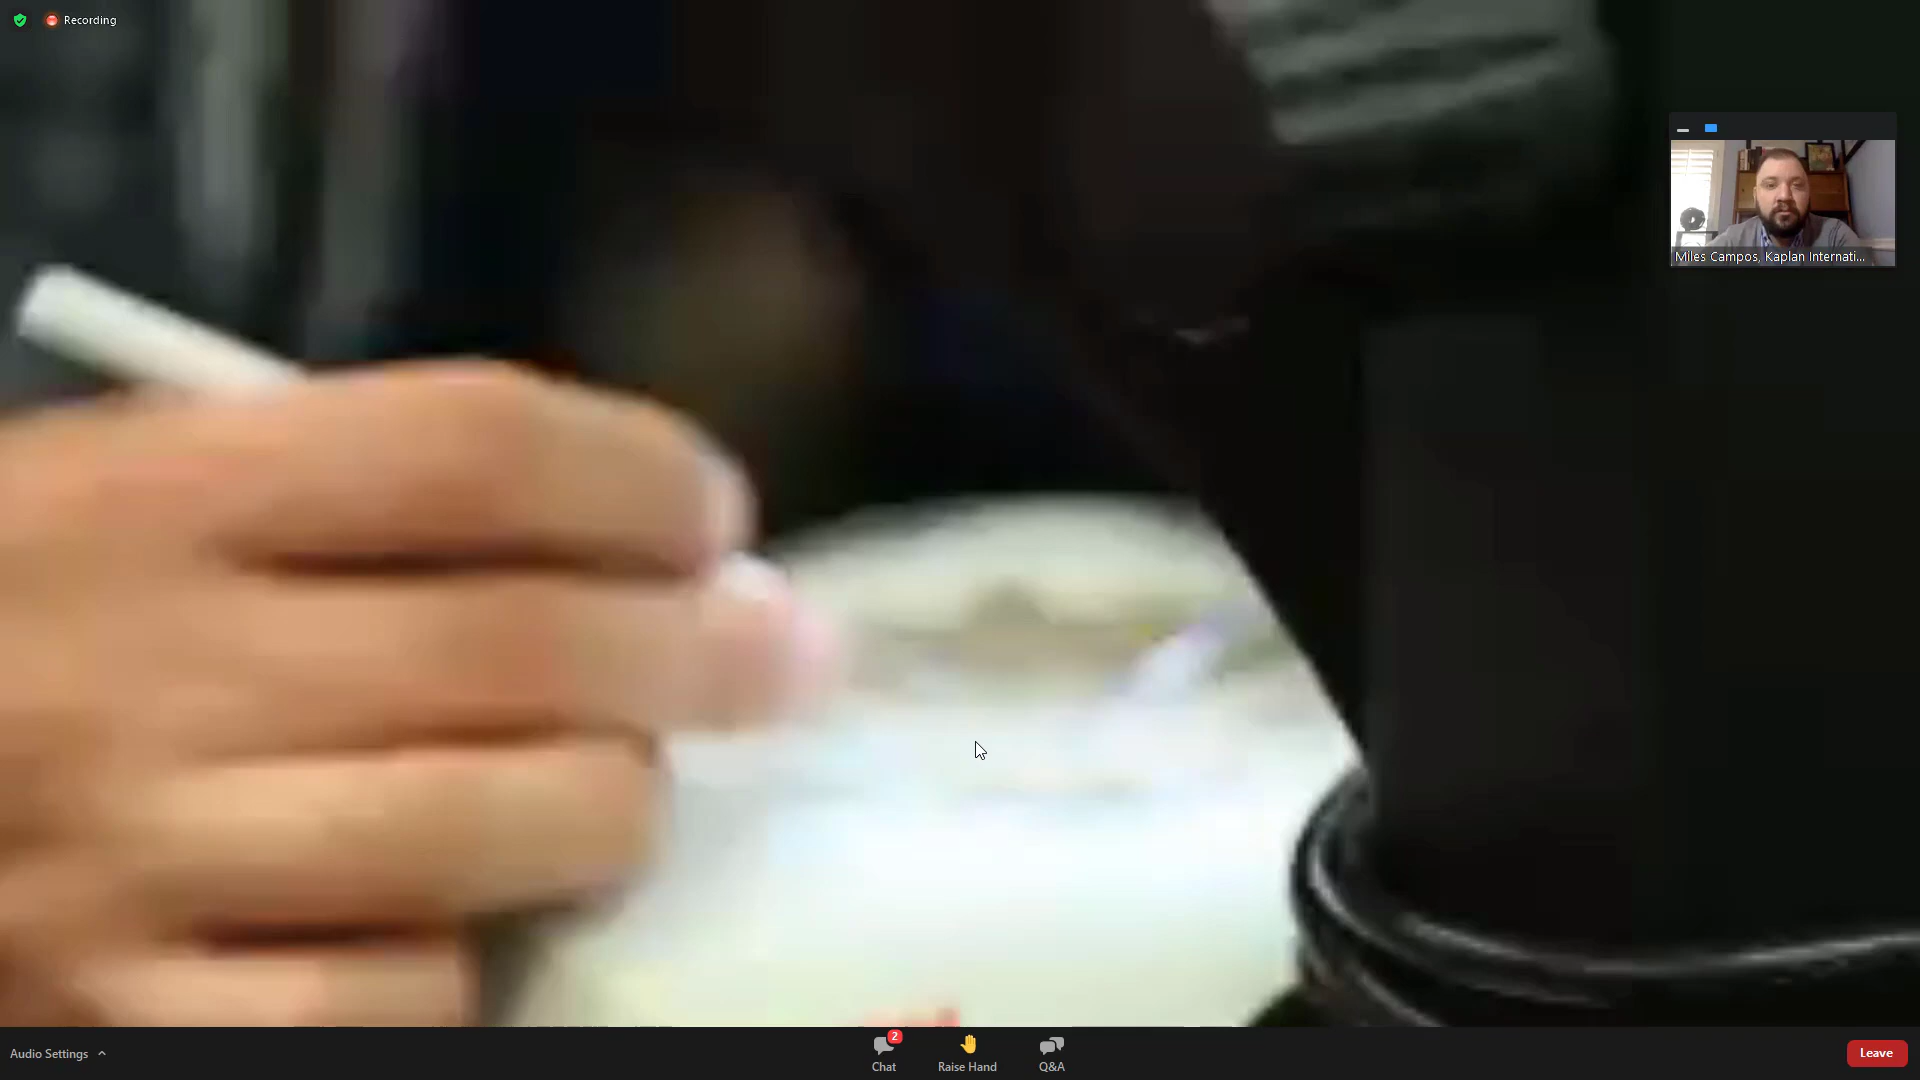 Recording
Miles Campos, Kaplan Internati...
Audio Settings
2
Chat
Raise Hand
Q&A
Leave